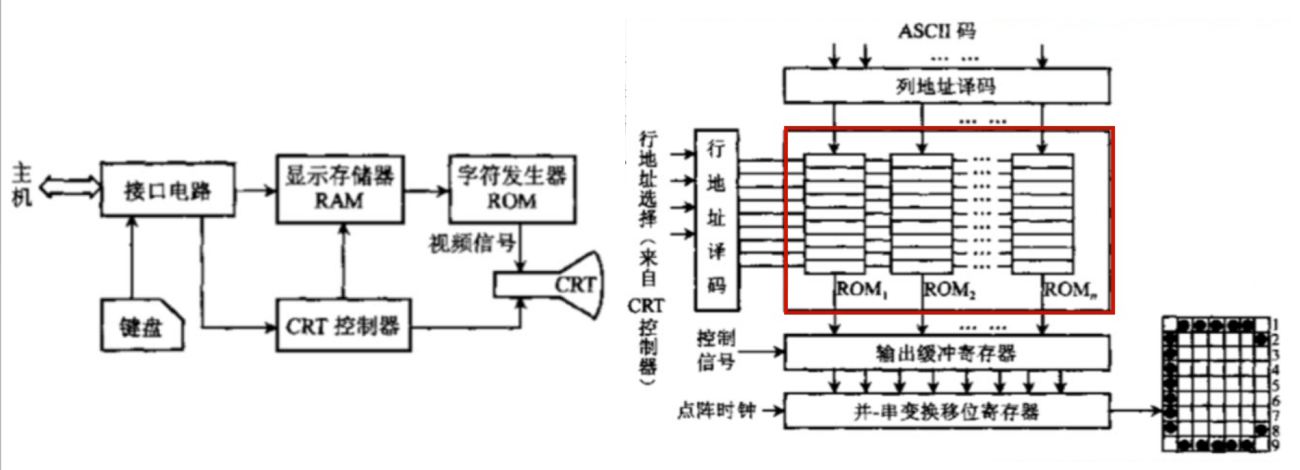 主机
接口电路
显示存储器
RAM
字符发生器
ROM
视频信号
CRT
键盘
CRT 控制器
ASCII 码
... ...
列地址译码
... ...
行地址选择（来自CRT控制器）
行地址译码
...
...
...
...
...
ROM1
ROM2
ROMn
... ...
控制
信号
输出缓冲寄存器
点阵时钟
并-串变换移位寄存器
1
2
3
4
5
6
7
8
9